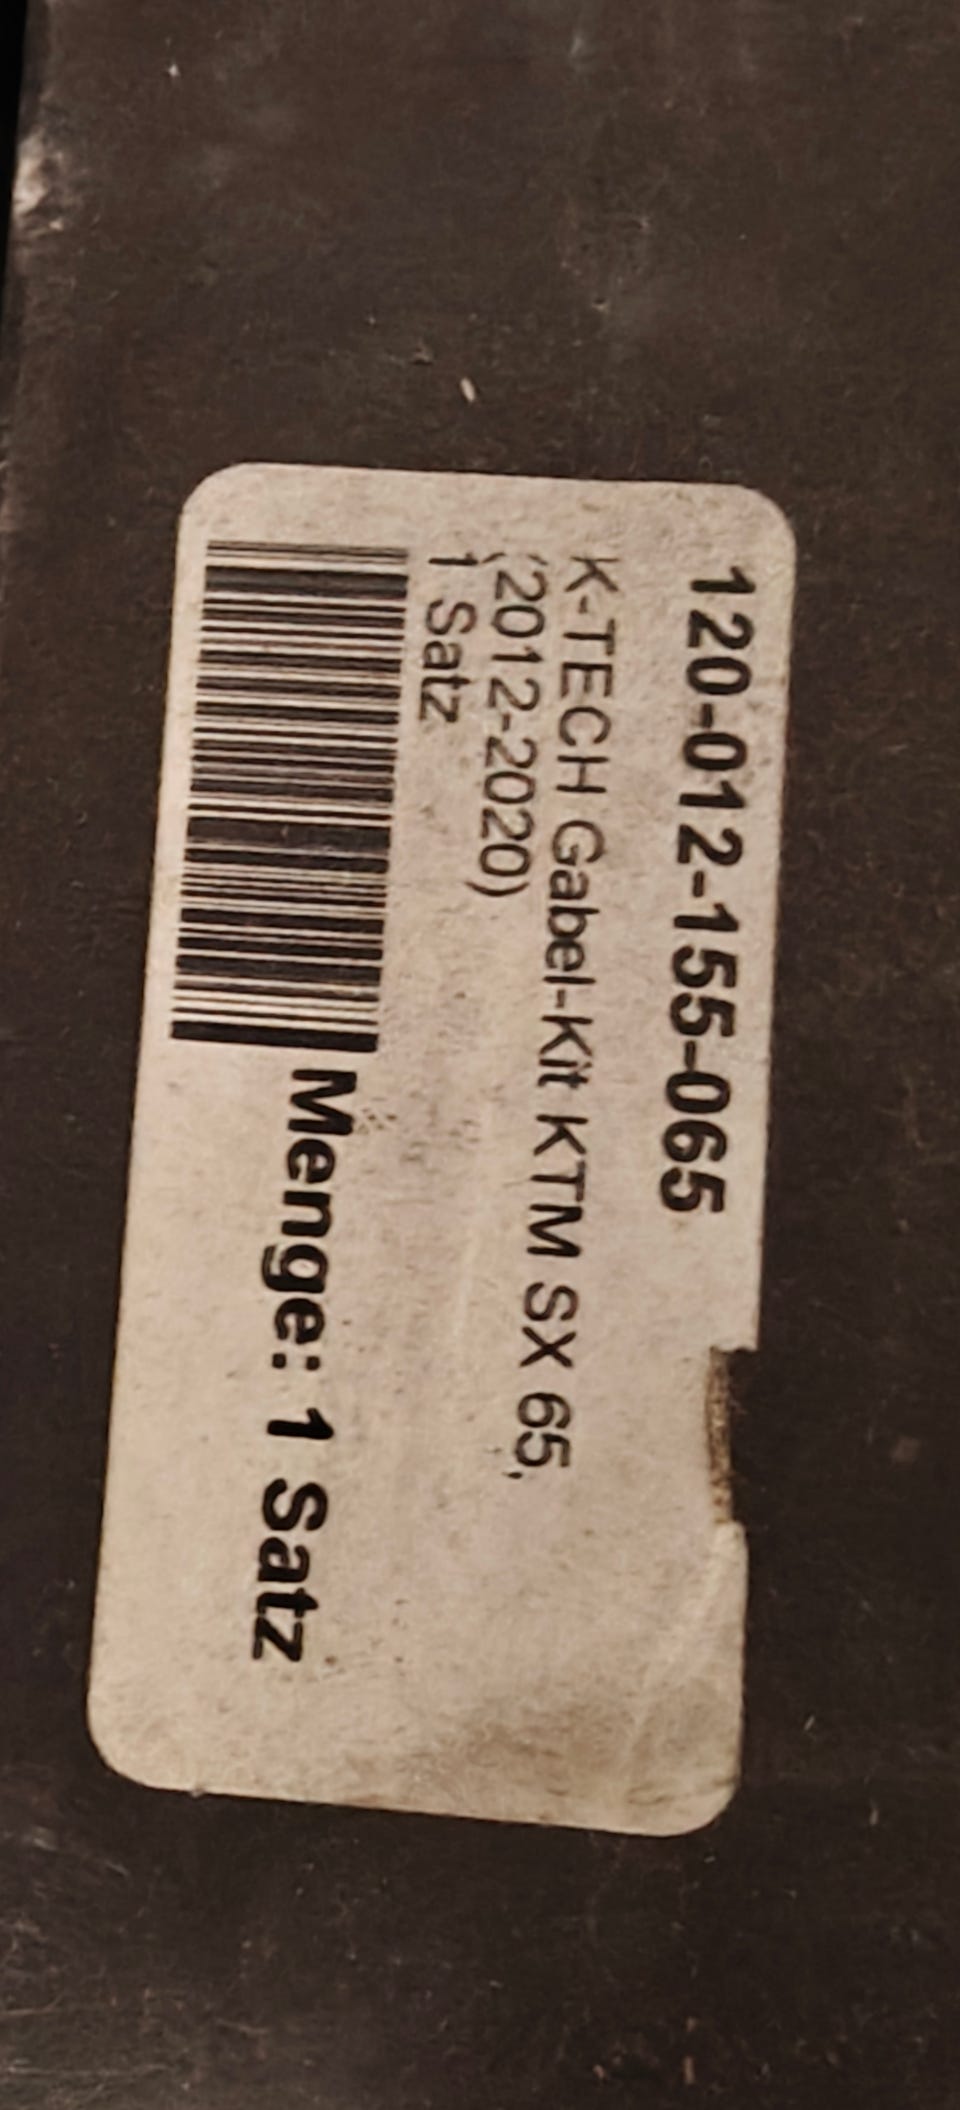 120-012-155-065
K-TECH Gabel-Kit KTM SX 65,
(2012-2020)
1 Satz
Menge: 1 Satz